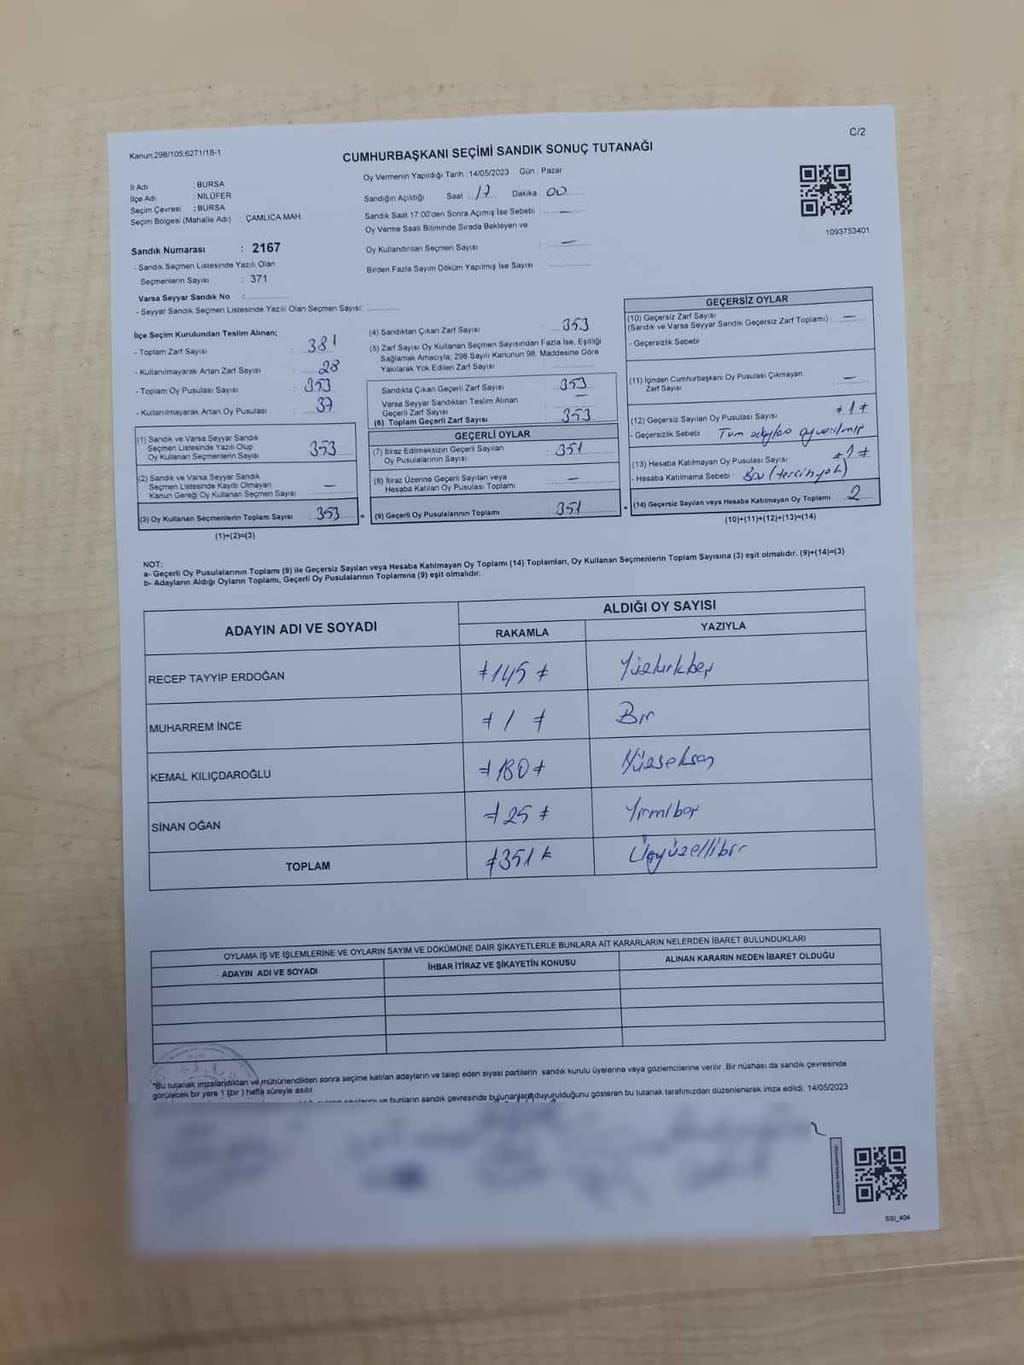 Kanun:298/105;6271/18-1
C/2
CUMHURBAŞKANI SEÇİMİ SANDIK SONUÇ TUTANAĞI
Oy Vermenin Yapıldığı Tarih : 14/05/2023 Gün : Pazar
İl Adı : BURSA
İlçe Adı : NİLÜFER
Seçim Çevresi : BURSA
Seçim Bölgesi (Mahalle Adı) : ÇAMLICA MAH.
Sandığın Açıldığı Saat : 17 Dakika : 00
Sandık Saat 17:00'den Sonra Açımış İse Sebebi : —
Oy Verme Saati Bitiminde Sırada Bekleyen ve
Oy Kullandırılan Seçmen Sayısı : —
Birden Fazla Sayım Döküm Yapılmış İse Sayısı
1093753401
Sandık Numarası : 2167
- Sandık Seçmen Listesinde Yazılı Olan
Seçmenlerin Sayısı : 371
Varsa Seyyar Sandık No :
- Seyyar Sandık Seçmen Listesinde Yazılı Olan Seçmen Sayısı:
İlçe Seçim Kurulundan Teslim Alınan;
- Toplam Zarf Sayısı : 381
- Kullanılmayarak Artan Zarf Sayısı : 28
- Toplam Oy Pusulası Sayısı : 353
- Kullanılmayarak Artan Oy Pusulası : 37
(1) Sandık ve Varsa Seyyar Sandık
Seçmen Listesinde Yazılı Olup
Oy Kullanan Seçmenlerin Sayısı 353
(2) Sandık ve Varsa Seyyar Sandık
Seçmen Listesinde Kayıtlı Olmayan
Kanun Gereği Oy Kullanan Seçmen Sayısı —
(3) Oy Kullanan Seçmenlerin Toplam Sayısı 353
(1)+(2)=(3)
(4) Sandıktan Çıkan Zarf Sayısı : 353
(5) Zarf Sayısı Oy Kullanan Seçmen Sayısından Fazla İse, Eşitliği
Sağlamak Amacıyla; 298 Sayılı Kanunun 98. Maddesine Göre
Yakılarak Yok Edilen Zarf Sayısı
Sandıkta Çıkan Geçerli Zarf Sayısı : 353
Varsa Seyyar Sandıktan Teslim Alınan
Geçerli Zarf Sayısı —
(6) Toplam Geçerli Zarf Sayısı : 353
GEÇERLİ OYLAR
(7) İtiraz Edilmeksizin Geçerli Sayılan
Oy Pusulalarının Sayısı : 351
(8) İtiraz Üzerine Geçerli Sayılan veya
Hesaba Katılan Oy Pusulası Toplamı : —
(9) Geçerli Oy Pusulalarının Toplamı : 351
GEÇERSİZ OYLAR
(10) Geçersiz Zarf Sayısı
(Sandık ve Varsa Seyyar Sandık Geçersiz Zarf Toplamı) : —
- Geçersizlik Sebebi :
(11) İçinden Cumhurbaşkanı Oy Pusulası Çıkmayan
Zarf Sayısı : —
(12) Geçersiz Sayılan Oy Pusulası Sayısı : ≠1≠
- Geçersizlik Sebebi : Tüm adaylara
(13) Hesaba Katılmayan Oy Pusulası Sayısı : ≠1≠
- Hesaba Katılmama Sebebi : Boş (tercih yok)
(14) Geçersiz Sayılan veya Hesaba Katılmayan Oy Toplamı : 2
(10)+(11)+(12)+(13)=(14)
NOT:
a- Geçerli Oy Pusulalarının Toplamı (9) ile Geçersiz Sayılan veya Hesaba Katılmayan Oy Toplamı (14) Toplamları, Oy Kullanan Seçmenlerin Toplam Sayısına (3) eşit olmalıdır. (9)+(14)=(3)
b- Adayların Aldığı Oyların Toplamı, Geçerli Oy Pusulalarının Toplamına (9) eşit olmalıdır.
ADAYIN ADI VE SOYADI
ALDIĞI OY SAYISI
RAKAMLA YAZIYLA
RECEP TAYYİP ERDOĞAN ≠145≠ Yüzkırkbeş
MUHARREM İNCE ≠1≠ Bir
KEMAL KILIÇDAROĞLU ≠180≠ Yüzseksen
SİNAN OĞAN ≠25≠ Yirmibeş
TOPLAM ≠351≠ Üçyüzellibir
OYLAMA İŞ VE İŞLEMLERİNE VE OYLARIN SAYIM VE DÖKÜMÜNE DAİR ŞİKAYETLERLE BUNLARA AİT KARARLARIN NELERDEN İBARET BULUNDUKLARI
ADAYIN ADI VE SOYADI İHBAR İTİRAZ VE ŞİKAYETİN KONUSU ALINAN KARARIN NEDEN İBARET OLDUĞU
*Bu tutanak imzalandıktan ve mühürlendikten sonra seçime katılan adayların ve talep eden siyasi partilerin sandık kurulu üyelerine veya gözlemcilerine verilir. Bir nüshası da sandık çevresinde
görülecek bir yere 1 (bir) hafta süreyle asılır.
ve bunların sandık çevresinde bulunanlara duyurulduğunu gösteren bu tutanak tarafımızdan düzenlenerek imza edildi. 14/05/2023
SSİ_404